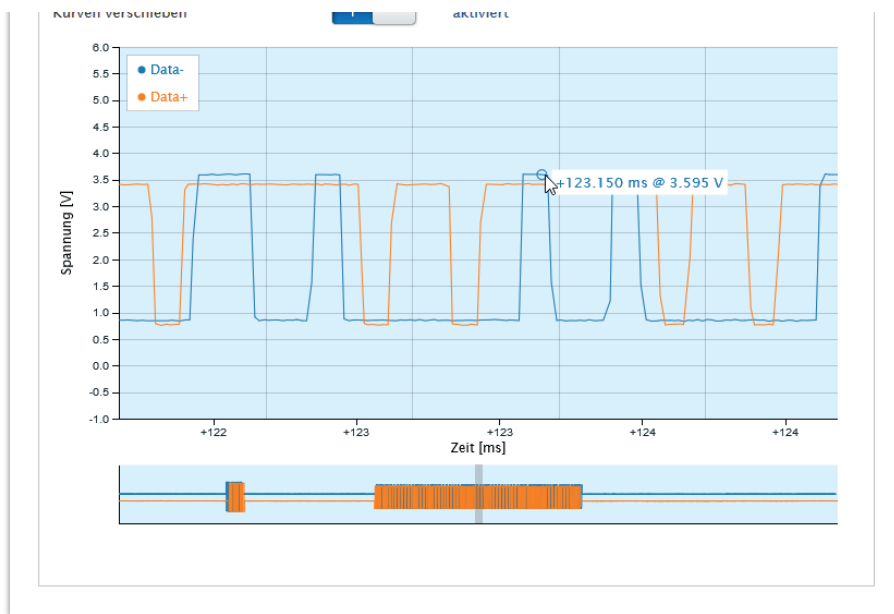 Kurven verschieben
I
aktiviert
6.0
Data-
5.5
Data+
5.0
4.5
4.0
3.5
+123.150 ms @ 3.595 V
3.0
2.5
2.0
1.5
1.0
0.5
0.0
-0.5
-1.0
Spannung [V]
+122 +123 +123 +124 +124
Zeit [ms]